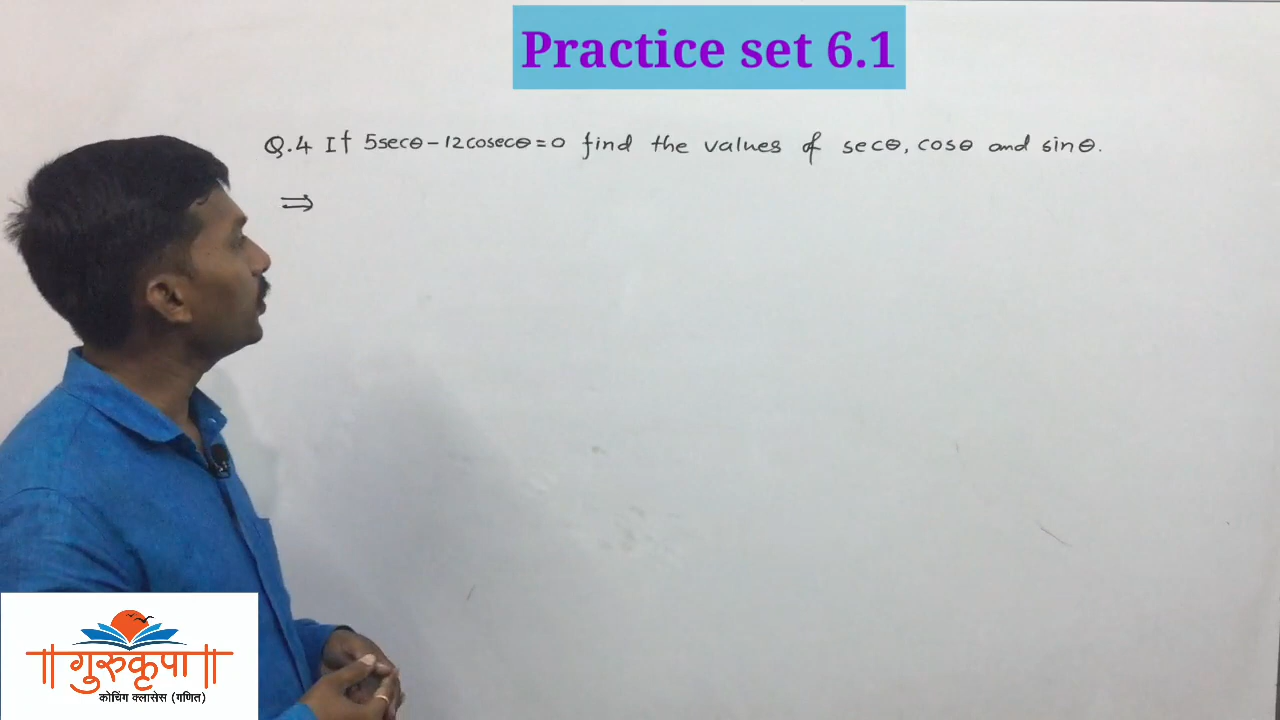 Practice set 6.1
Q.4 If 5secθ-12cosecθ=0 find the values of secθ, cosθ and sinθ.
⇒
॥गुरुकृपा॥
कोचिंग क्लासेस (गणित)